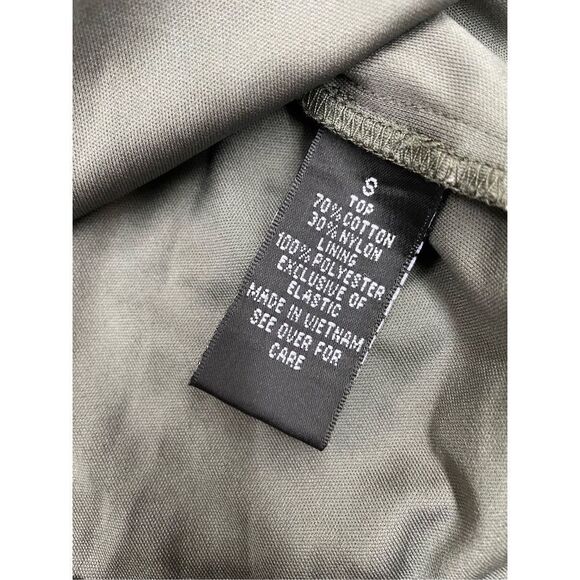 S
TOP
70% COTTON
30% NYLON
LINING
100% POLYESTER
EXCLUSIVE OF
ELASTIC
MADE IN VIETNAM
SEE OVER FOR
CARE